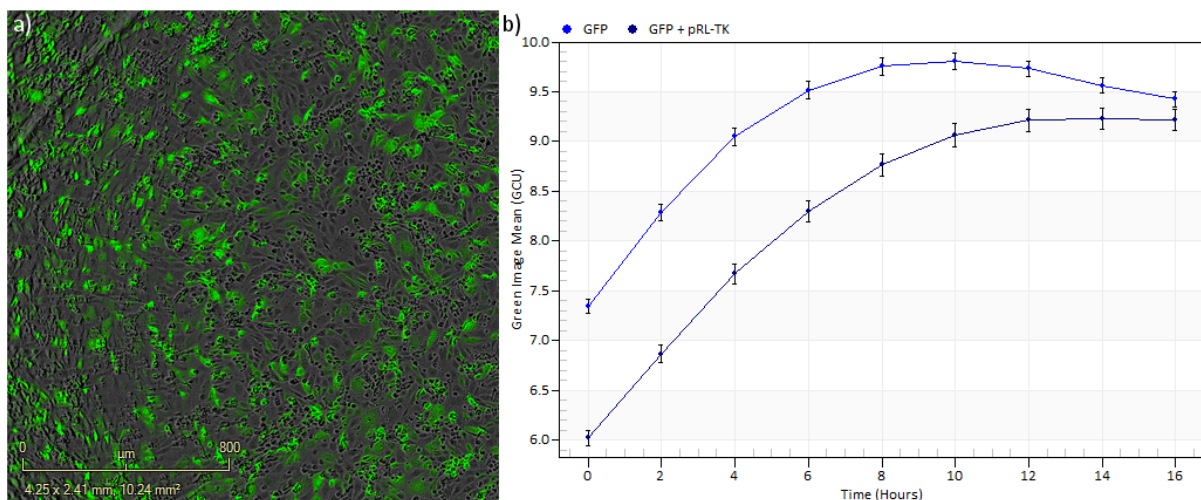 a)
0 800
µm
4.25 x 2.41 mm, 10.24 mm²
b)
GFP GFP + pRL-TK
Green Image Mean (GCU)
10.0
9.5
9.0
8.5
8.0
7.5
7.0
6.5
6.0
0 2 4 6 8 10 12 14 16
Time (Hours)